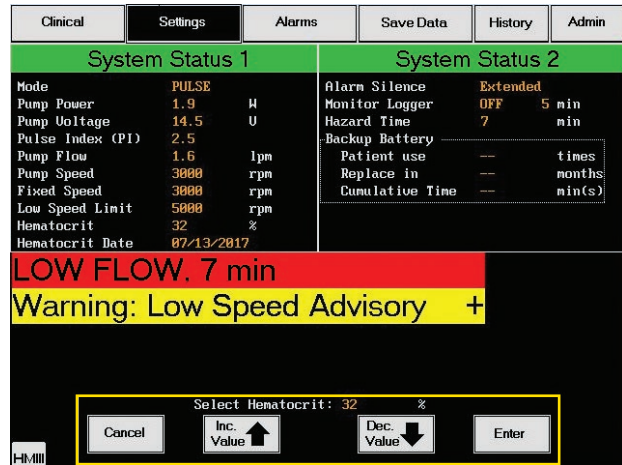 Clinical Settings Alarms Save Data History Admin
System Status 1
Mode PULSE
Pump Power 1.9 W
Pump Voltage 14.5 V
Pulse Index (PI) 2.5
Pump Flow 1.6 lpm
Pump Speed 3000 rpm
Fixed Speed 3000 rpm
Low Speed Limit 5000 rpm
Hematocrit 32 %
Hematocrit Date 07/13/2017
System Status 2
Alarm Silence Extended
Monitor Logger OFF 5 min
Hazard Time 7 min
Backup Battery
Patient use -- times
Replace in -- months
Cumulative Time -- min(s)
LOW FLOW, 7 min
Warning: Low Speed Advisory +
Select Hematocrit: 32 %
Cancel
Inc.
Value
Dec.
Value
Enter
HMIII